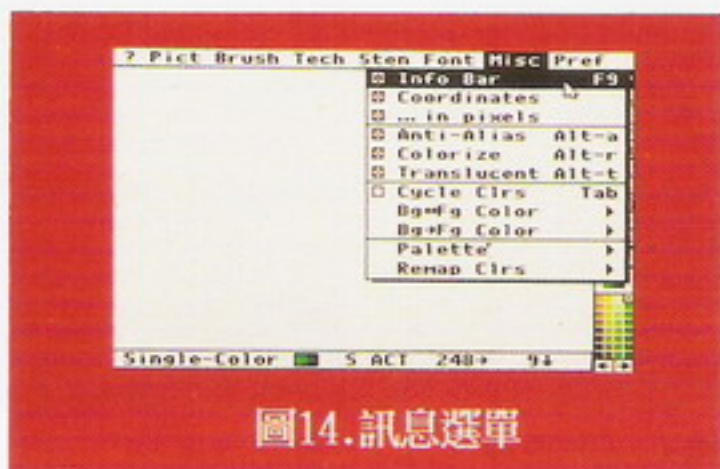 ? Pict Brush Tech Sten Font Misc Pref
Info Bar F9
Coordinates
... in pixels
Anti-Alias Alt-a
Colorize Alt-r
Translucent Alt-t
Cycle Clrs Tab
Bg↔Fg Color
Bg→Fg Color
Palette
Remap Clrs
Single-Color S ACT 248→ 9↓
圖14.訊息選單